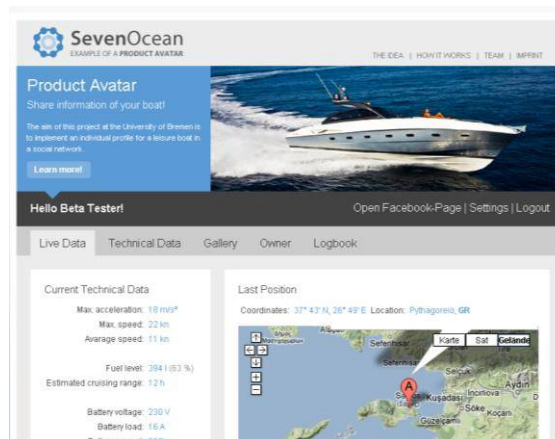 SevenOcean
EXAMPLE OF A PRODUCT AVATAR
THE IDEA | HOW IT WORKS | TEAM | IMPRINT
Product Avatar
Share information of your boat!
The aim of this project at the University of Bremen is
to implement an individual profile for a leisure boat in
a social network.
Learn more!
Hello Beta Tester!
Open Facebook-Page | Settings | Logout
Live Data
Technical Data
Gallery
Owner
Logbook
Current Technical Data
Max. acceleration: 18 m/s²
Max. speed: 22 kn
Avarage speed: 11 kn
Fuel level: 394 l (63 %)
Estimated cruising range: 12 h
Battery voltage: 230 V
Battery load: 16 A
Last Position
Coordinates: 37° 43' N, 26° 49' E Location: Pythagoreio, GR
Karte
Sat
Gelände
Seferihisar
Selçuk
A
Kuşadası
İncirliova
Aydın
Söke
Koçarlı
Güzelçamlı